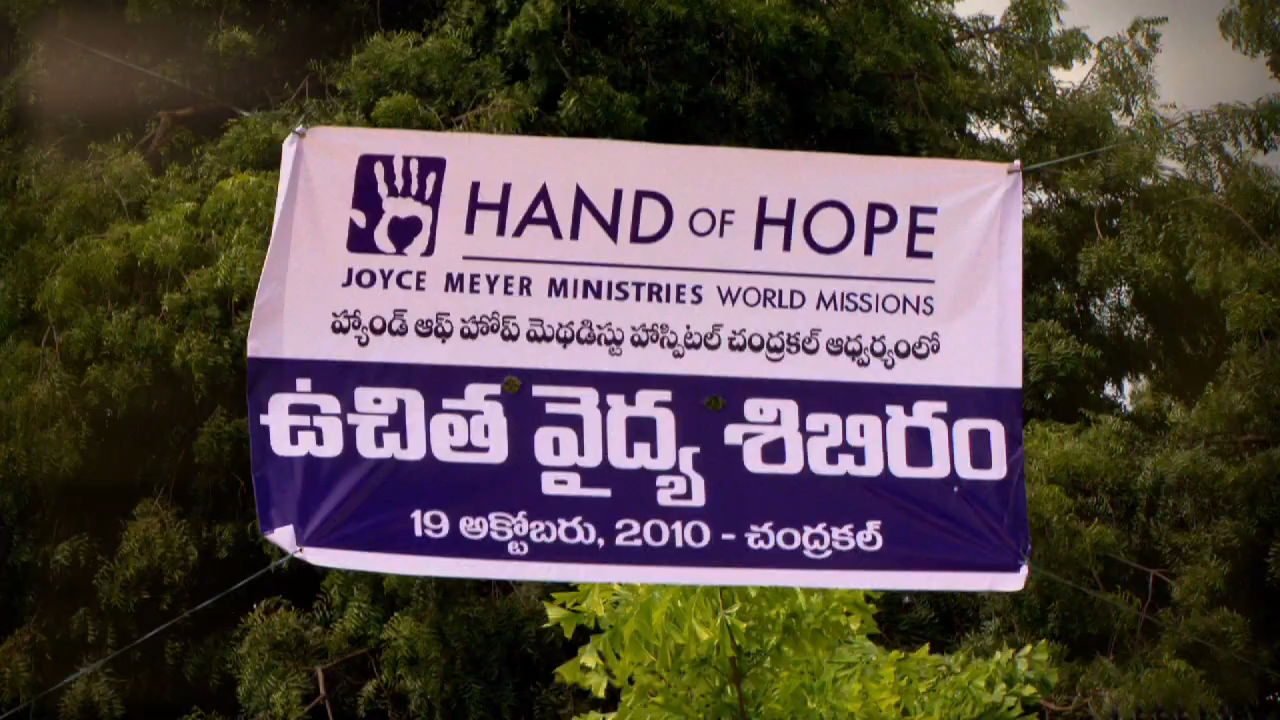 HAND OF HOPE
JOYCE MEYER MINISTRIES WORLD MISSIONS
హ్యాండ్ ఆఫ్ హోప్ మెథడిస్టు హాస్పిటల్ చంద్రకల్ ఆధ్వర్యంలో
ఉచిత వైద్య శిబిరం
19 అక్టోబరు, 2010 - చంద్రకల్